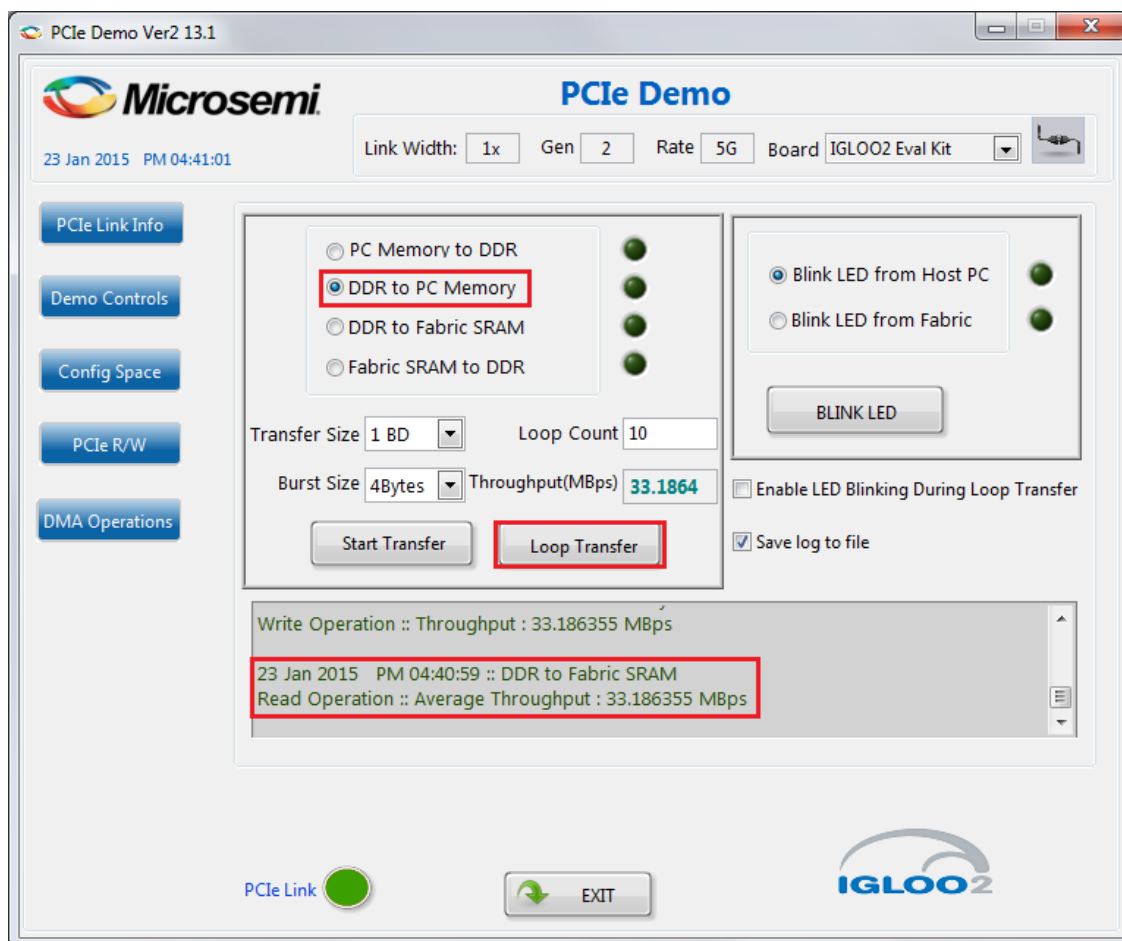 PCIe Demo Ver2 13.1
Microsemi.
PCIe Demo
23 Jan 2015 PM 04:41:01
Link Width: 1x Gen 2 Rate 5G Board IGLOO2 Eval Kit
PCIe Link Info
Demo Controls
Config Space
PCIe R/W
DMA Operations
PC Memory to DDR
DDR to PC Memory
DDR to Fabric SRAM
Fabric SRAM to DDR
Transfer Size 1 BD Loop Count 10
Burst Size 4Bytes Throughput(MBps) 33.1864
Start Transfer Loop Transfer
Blink LED from Host PC
Blink LED from Fabric
BLINK LED
Enable LED Blinking During Loop Transfer
Save log to file
Write Operation :: Throughput : 33.186355 MBps
23 Jan 2015 PM 04:40:59 :: DDR to Fabric SRAM
Read Operation :: Average Throughput : 33.186355 MBps
PCIe Link
EXIT
IGLOO2